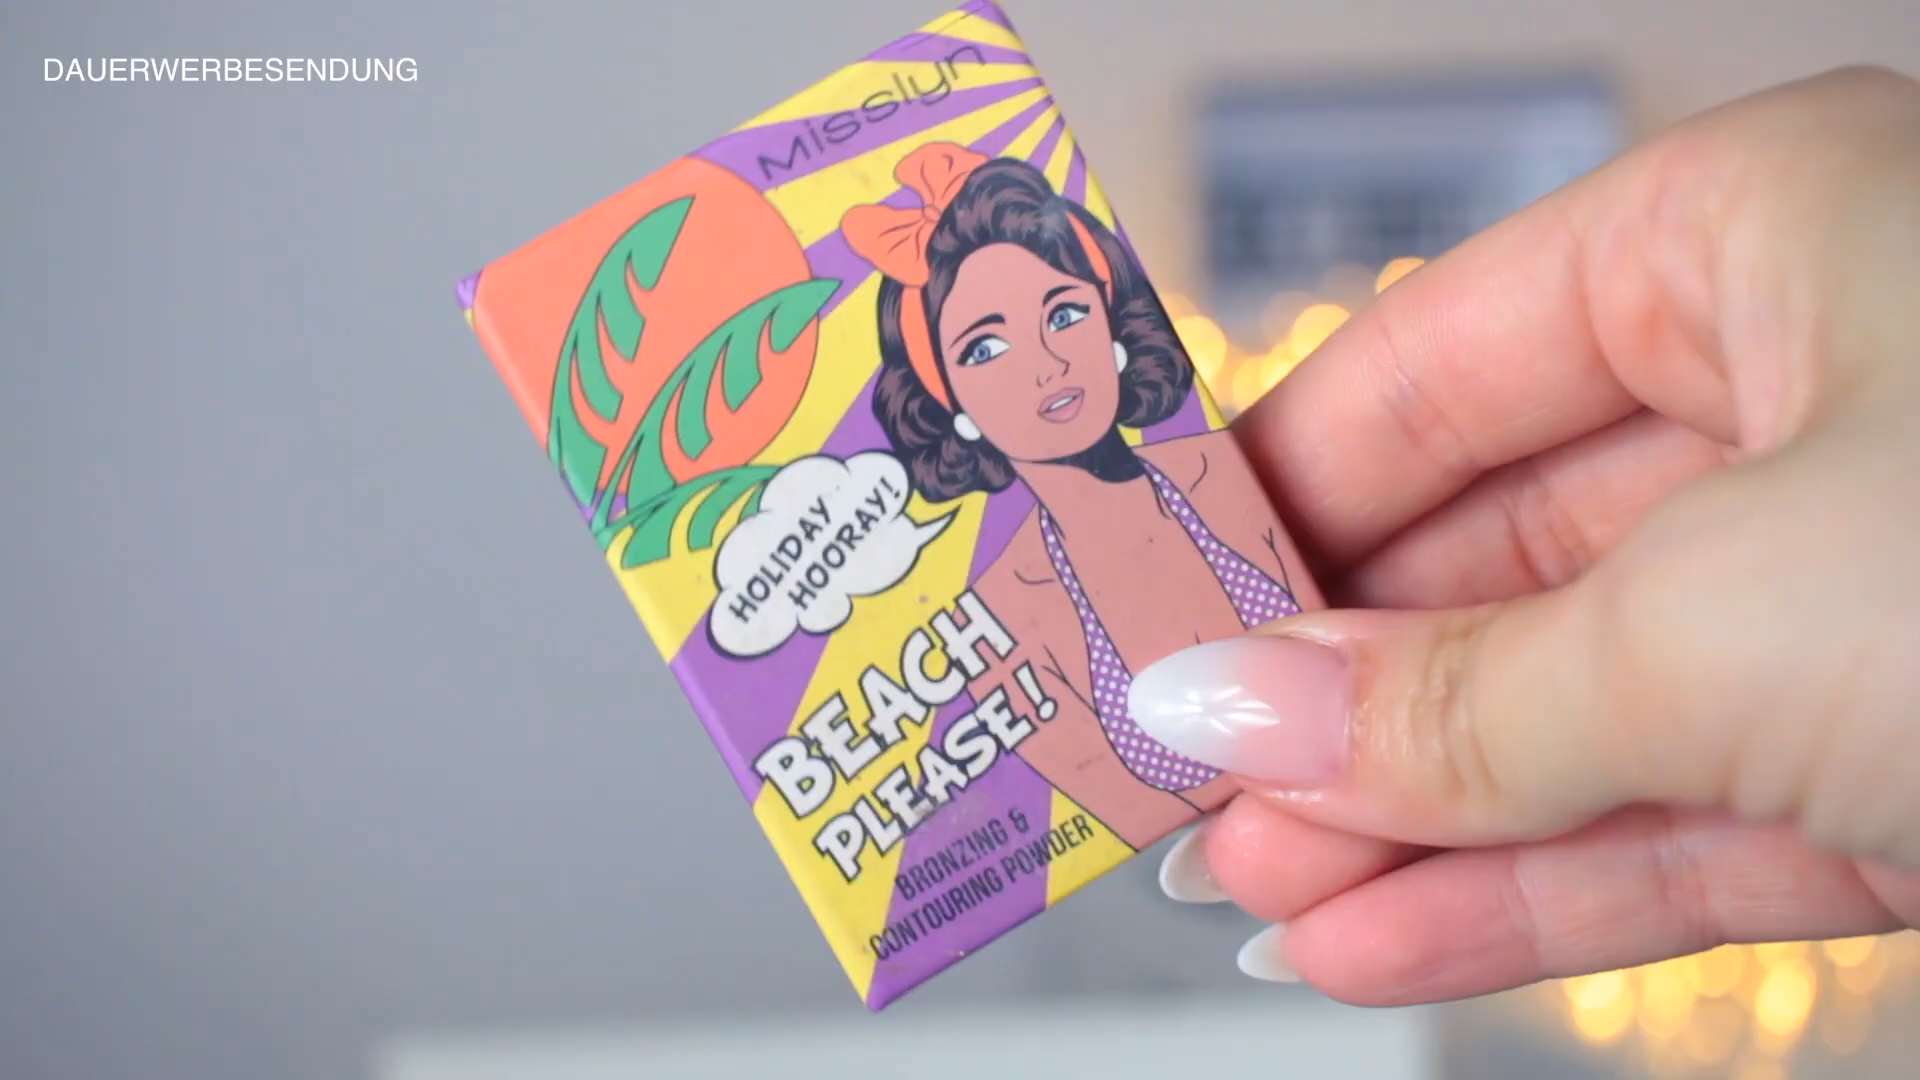 DAUERWERBESENDUNG
Misslyn
HOLIDAY
HOORAY!
BEACH
PLEASE!
BRONZING &
CONTOURING POWDER